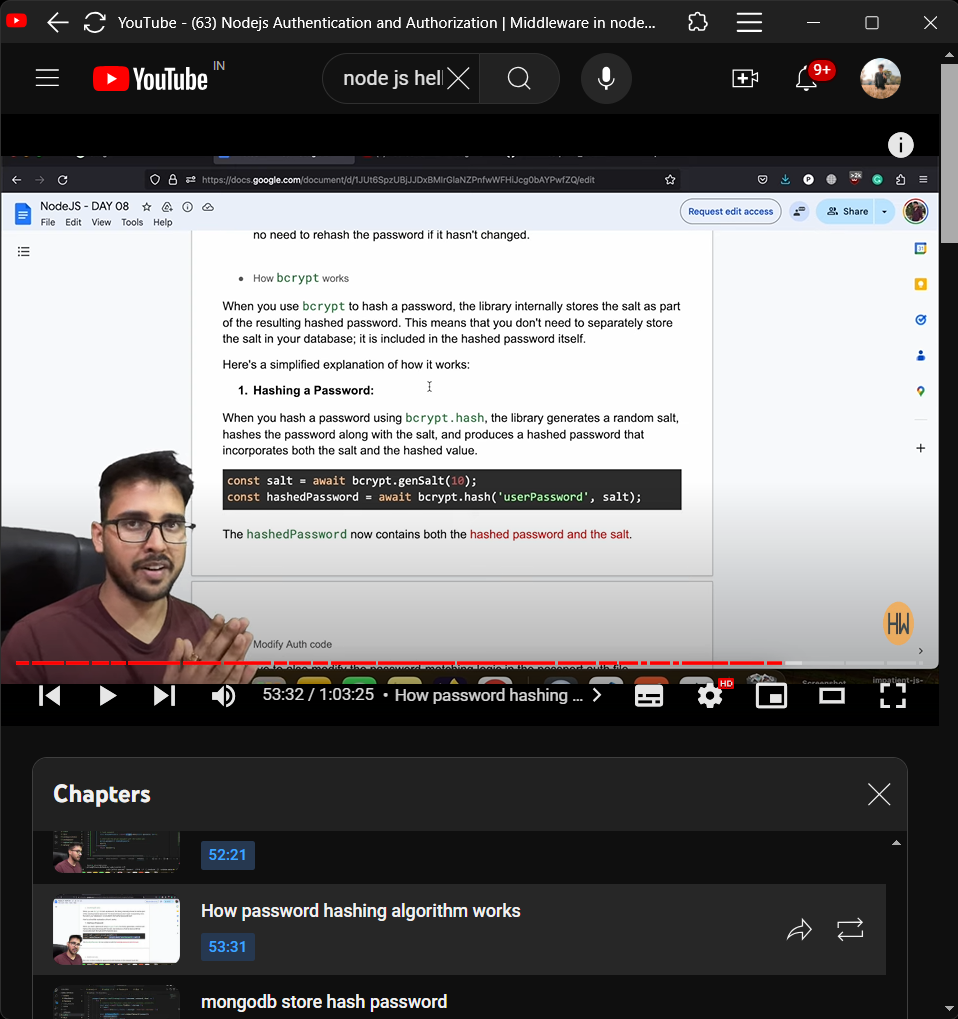 YouTube - (63) Nodejs Authentication and Authorization | Middleware in node...
YouTube IN
node js hel
9+
https://docs.google.com/document/d/1JUt6SpzUBjJJDxBMIrGlaNZPnfwWFHiJcg0bAYPwfZQ/edit
NodeJS - DAY 08
File Edit View Tools Help
Request edit access
Share
no need to rehash the password if it hasn't changed.
• How bcrypt works
When you use bcrypt to hash a password, the library internally stores the salt as part
of the resulting hashed password. This means that you don't need to separately store
the salt in your database; it is included in the hashed password itself.
Here's a simplified explanation of how it works:
1. Hashing a Password:
When you hash a password using bcrypt.hash, the library generates a random salt,
hashes the password along with the salt, and produces a hashed password that
incorporates both the salt and the hashed value.
const salt = await bcrypt.genSalt(10);
const hashedPassword = await bcrypt.hash('userPassword', salt);
The hashedPassword now contains both the hashed password and the salt.
Modify Auth code
HW
53:32 / 1:03:25 • How password hashing ...
HD
Screenshot
impatient-js-
Chapters
52:21
How password hashing algorithm works
53:31
mongodb store hash password